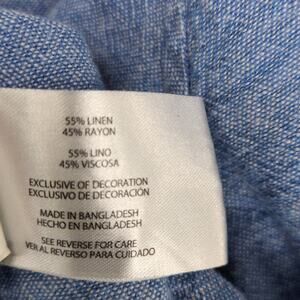 55% LINEN
45% RAYON
55% LINO
45% VISCOSA
EXCLUSIVE OF DECORATION
EXCLUSIVO DE DECORACIÓN
MADE IN BANGLADESH
HECHO EN BANGLADESH
SEE REVERSE FOR CARE
VER AL REVERSO PARA CUIDADO